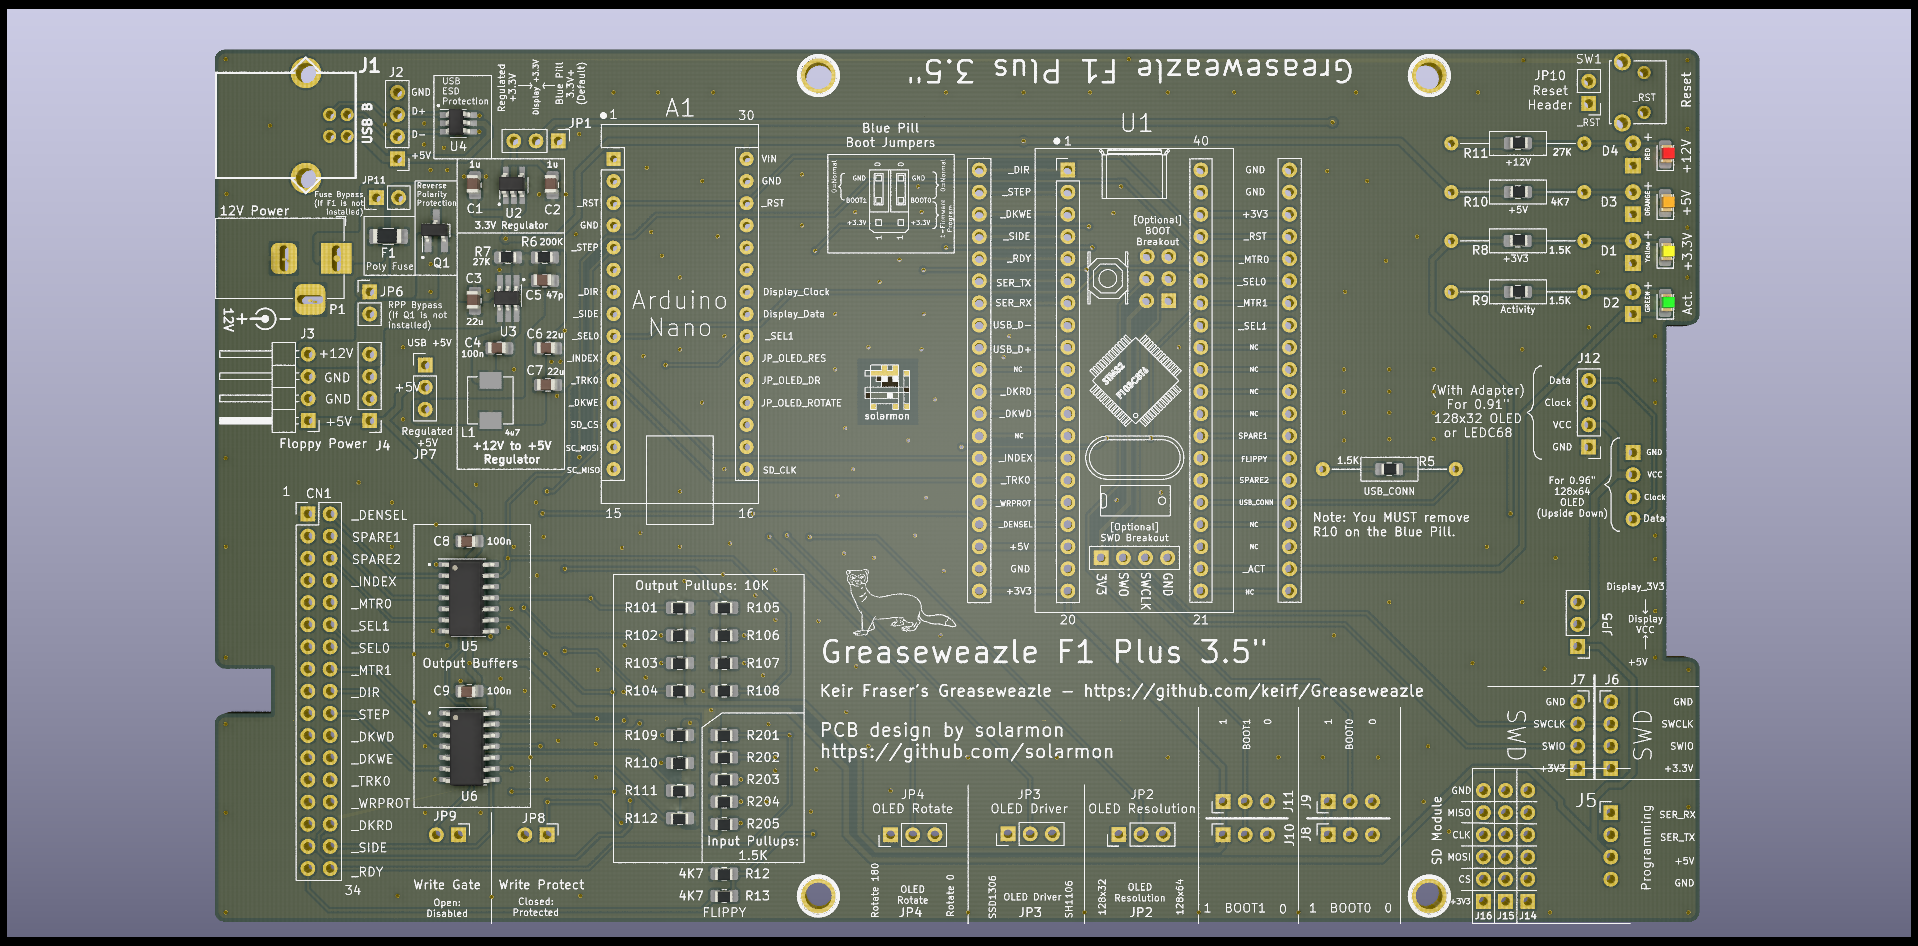 Greaseweazle F1 Plus 3.5"
J1
USB B
J2
GND
D+
D-
+5V
USB
ESD
Protection
U4
Regulated
+3.3V
Display +3.3V
Blue Pill
3.3V+
(Default)
JP1
JP11
Fuse Bypass
(If F1 is not
Installed)
Reverse
Polarity
Protection
12V Power
F1
Poly Fuse
Q1
P1
12V
+
-
JP6
RPP Bypass
(If Q1 is not
Installed)
1u
1u
C1
U2
C2
3.3V Regulator
R7
27K
R6
200K
C3
22u
C5
47p
U3
C4
100n
C6
22u
C7
22u
L1
4u7
+12V to +5V
Regulator
J3
+12V
GND
GND
+5V
Floppy Power
J4
USB +5V
+5V
Regulated
+5V
JP7
A1
1
30
Arduino
Nano
_RST
GND
_STEP
_DIR
_SIDE
_SEL0
_INDEX
_TRK0
_DKWE
SD_CS
SC_MOSI
SC_MISO
VIN
GND
_RST
Display_Clock
Display_Data
_SEL1
JP_OLED_RES
JP_OLED_DR
JP_OLED_ROTATE
SD_CLK
15
16
Blue Pill
Boot Jumpers
0=Normal
0 0
GND
GND
BOOT1
BOOT0
+3.3V
+3.3V
1 1
0=Normal
1=Firmware
Program
solarmon
U1
1
40
_DIR
_STEP
_DKWE
_SIDE
_RDY
SER_TX
SER_RX
USB_D-
USB_D+
NC
_DKRD
_DKWD
NC
_INDEX
_TRK0
_WRPROT
_DENSEL
+5V
GND
+3V3
[Optional]
BOOT
Breakout
STM32
F103C8T6
[Optional]
SWD Breakout
3V3
SWO
SWCLK
GND
20
21
GND
GND
+3V3
_RST
_MTR0
_SEL0
_MTR1
_SEL1
NC
NC
NC
NC
SPARE1
FLIPPY
SPARE2
USB_CONN
NC
NC
_ACT
NC
SW1
JP10
Reset
Header
_RST
_RST
Reset
R11
27K
+12V
D4
RED
+
+12V
R10
4K7
+5V
D3
ORANGE
+
+5V
R8
1.5K
+3V3
D1
YELLOW
+
+3.3V
R9
1.5K
Activity
D2
GREEN
+
Act.
J12
Data
Clock
VCC
GND
(With Adapter)
For 0.91"
128x32 OLED
or LEDC68
GND
VCC
Clock
Data
For 0.96"
128x64
OLED
(Upside Down)
1.5K
R5
USB_CONN
Note: You MUST remove
R10 on the Blue Pill.
Display_3V3
Display
VCC
+5V
JP5
1
CN1
_DENSEL
SPARE1
SPARE2
_INDEX
_MTR0
_SEL1
_SEL0
_MTR1
_DIR
_STEP
_DKWD
_DKWE
_TRK0
_WRPROT
_DKRD
_SIDE
_RDY
34
C8
100n
U5
Output Buffers
C9
100n
U6
JP9
JP8
Write Gate
Open:
Disabled
Write Protect
Closed:
Protected
Output Pullups: 10K
R101
R105
R102
R106
R103
R107
R104
R108
R109
R201
R110
R202
R203
R111
R204
R112
R205
Input Pullups:
1.5K
4K7
R12
4K7
R13
FLIPPY
Greaseweazle F1 Plus 3.5"
Keir Fraser's Greaseweazle - https://github.com/keirf/Greaseweazle
PCB design by solarmon
https://github.com/solarmon
JP4
OLED Rotate
Rotate 180
OLED
Rotate
JP4
Rotate 0
JP3
OLED Driver
SSD1306
OLED Driver
JP3
SH1106
JP2
OLED Resolution
128x32
OLED
Resolution
JP2
128x64
1
BOOT1
0
J11
J10
1 BOOT1 0
1
BOOT0
0
J9
J8
1 BOOT0 0
J7
J6
SWD
GND
SWCLK
SWIO
+3V3
SWD
GND
SWCLK
SWIO
+3.3V
SD Module
GND
MISO
CLK
MOSI
CS
+3V3
J16
J15
J14
J5
Programming
SER_RX
SER_TX
+5V
GND